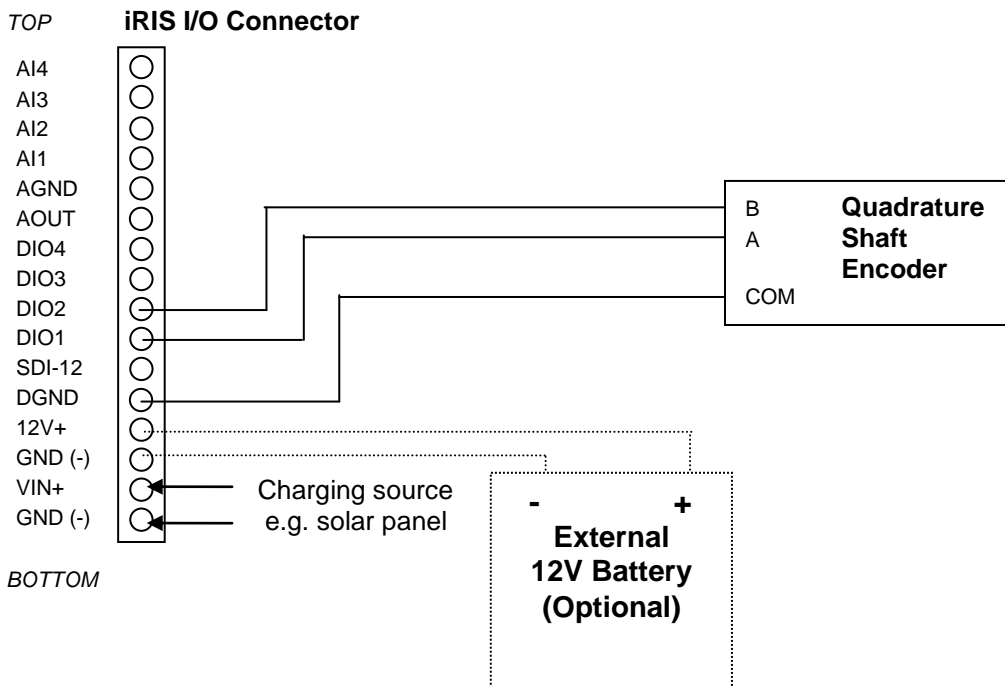 TOP
iRIS I/O Connector
AI4
AI3
AI2
AI1
AGND
AOUT
DIO4
DIO3
DIO2
DIO1
SDI-12
DGND
12V+
GND (-)
VIN+
GND (-)
BOTTOM
Charging source
e.g. solar panel
B
A
COM
Quadrature
Shaft
Encoder
- +
External
12V Battery
(Optional)